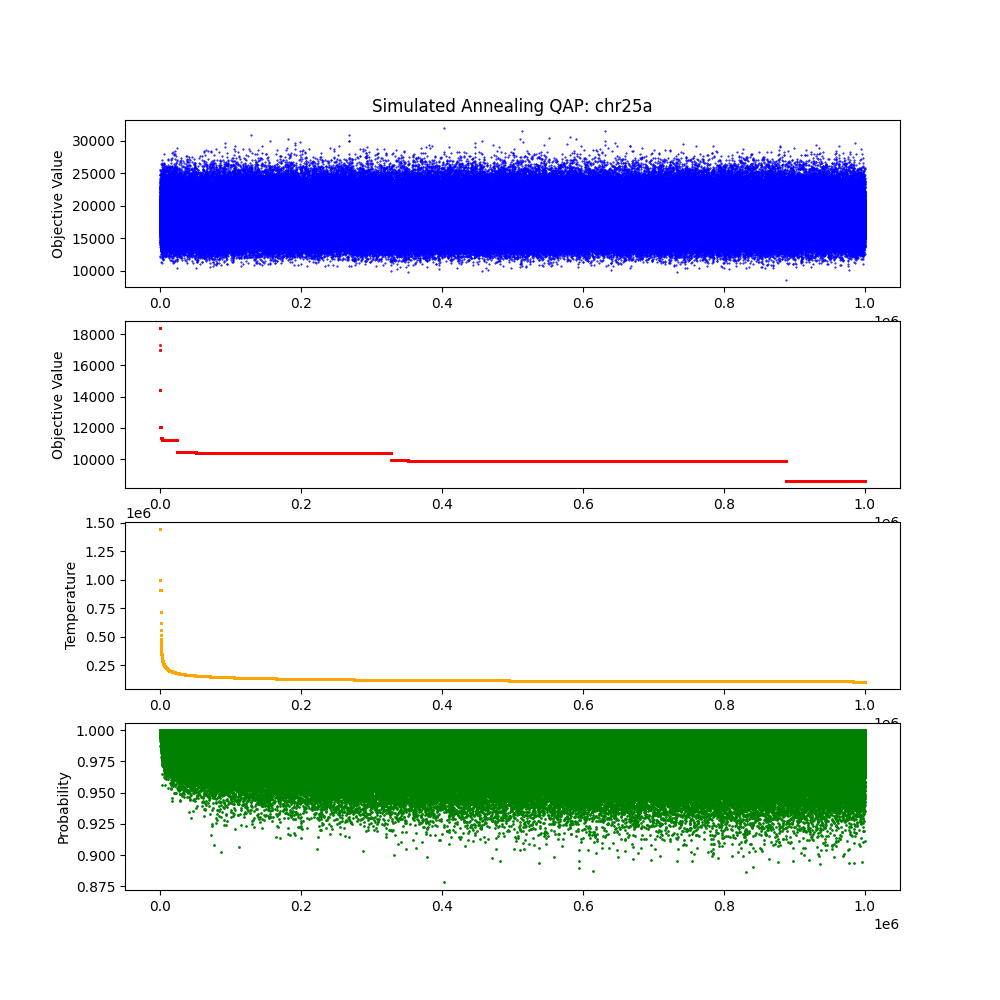 Simulated Annealing QAP: chr25a
Objective Value
30000
25000
20000
15000
10000
0.0 0.2 0.4 0.6 0.8 1.0
1e6
Objective Value
18000
16000
14000
12000
10000
0.0 0.2 0.4 0.6 0.8 1.0
1e6
1e6
Temperature
1.50
1.25
1.00
0.75
0.50
0.25
0.0 0.2 0.4 0.6 0.8 1.0
1e6
Probability
1.000
0.975
0.950
0.925
0.900
0.875
0.0 0.2 0.4 0.6 0.8 1.0
1e6